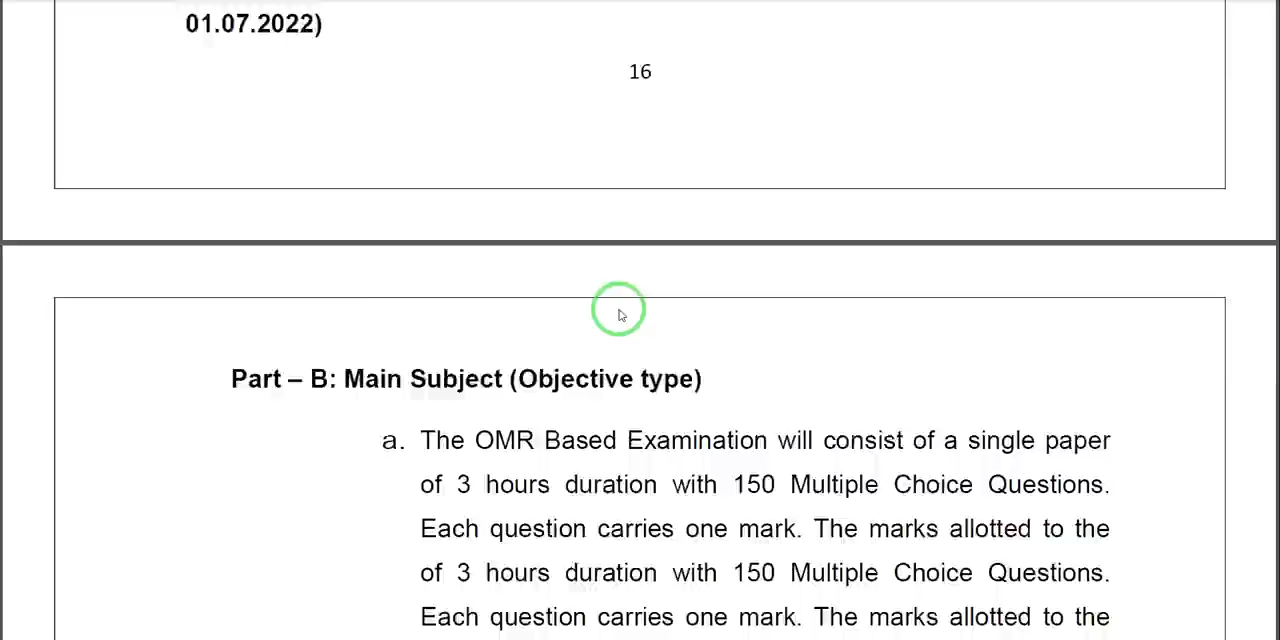 01.07.2022)
16
Part – B: Main Subject (Objective type)
a. The OMR Based Examination will consist of a single paper
of 3 hours duration with 150 Multiple Choice Questions.
Each question carries one mark. The marks allotted to the
of 3 hours duration with 150 Multiple Choice Questions.
Each question carries one mark. The marks allotted to the